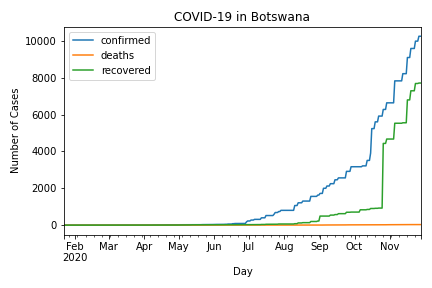 COVID-19 in Botswana
confirmed
deaths
recovered
Number of Cases
10000
8000
6000
4000
2000
0
Feb Mar Apr May Jun Jul Aug Sep Oct Nov
2020
Day